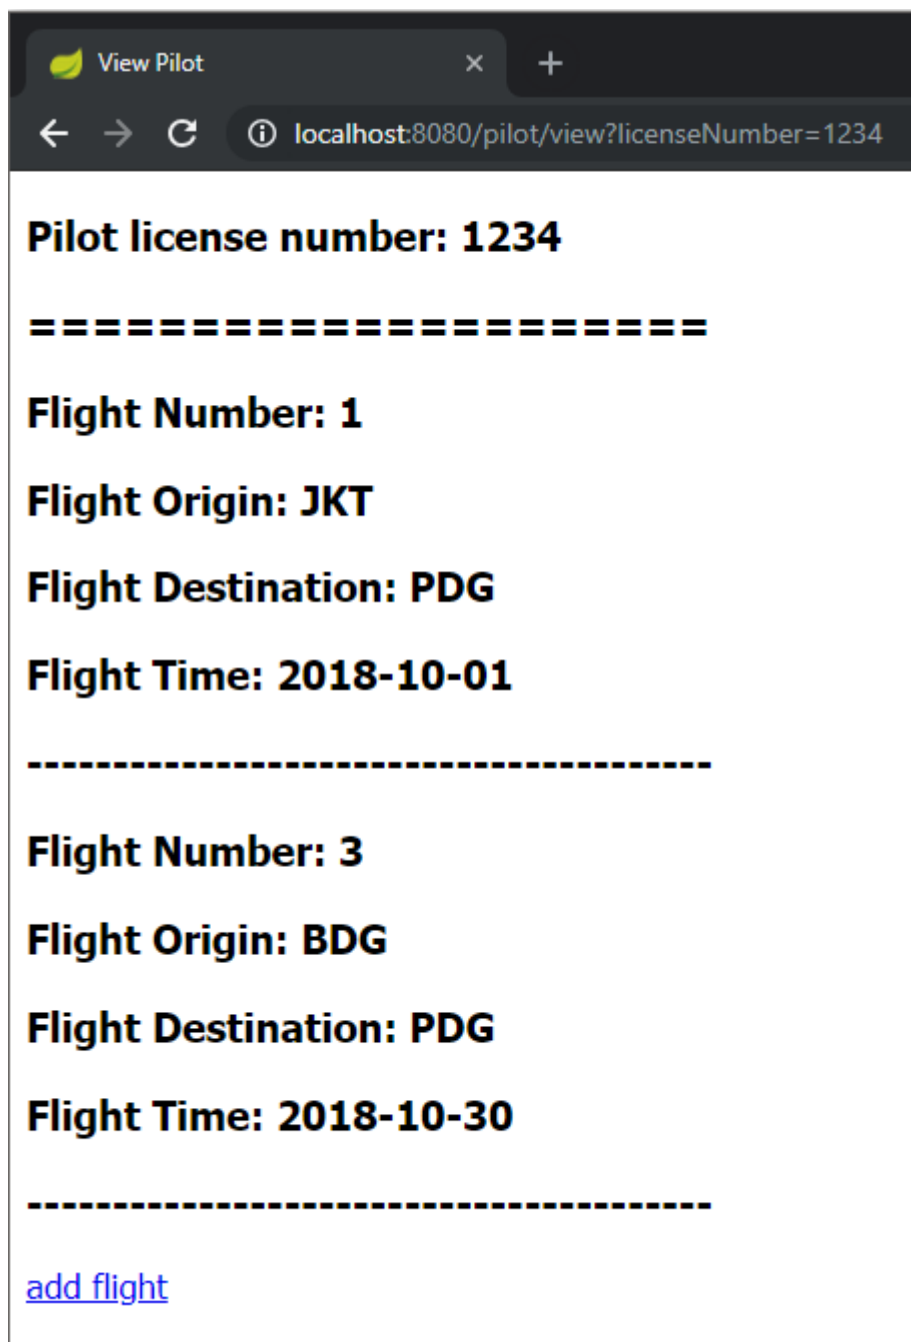 View Pilot
localhost:8080/pilot/view?licenseNumber=1234
Pilot license number: 1234
=====================
Flight Number: 1
Flight Origin: JKT
Flight Destination: PDG
Flight Time: 2018-10-01
----------------------------------------
Flight Number: 3
Flight Origin: BDG
Flight Destination: PDG
Flight Time: 2018-10-30
----------------------------------------
add flight